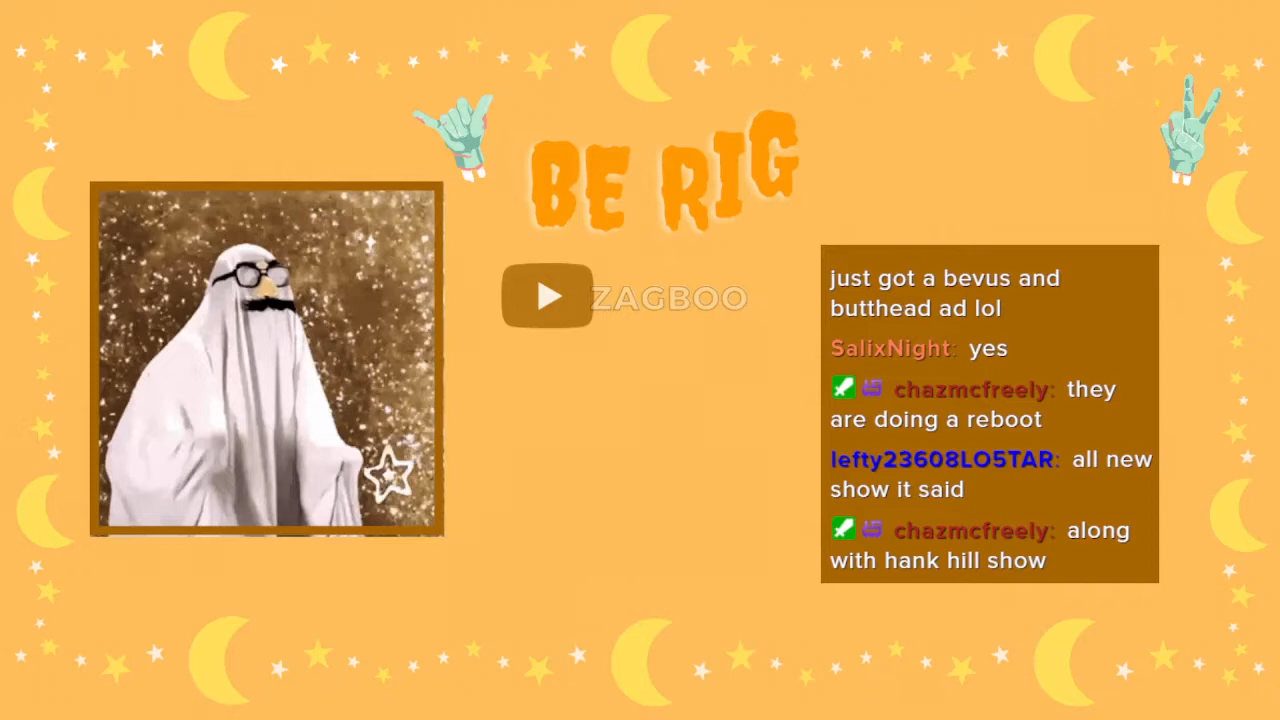 BE RIG
ZAGBOO
just got a bevus and
butthead ad lol
SalixNight: yes
chazmcfreely: they
are doing a reboot
lefty23608LO5TAR: all new
show it said
chazmcfreely: along
with hank hill show